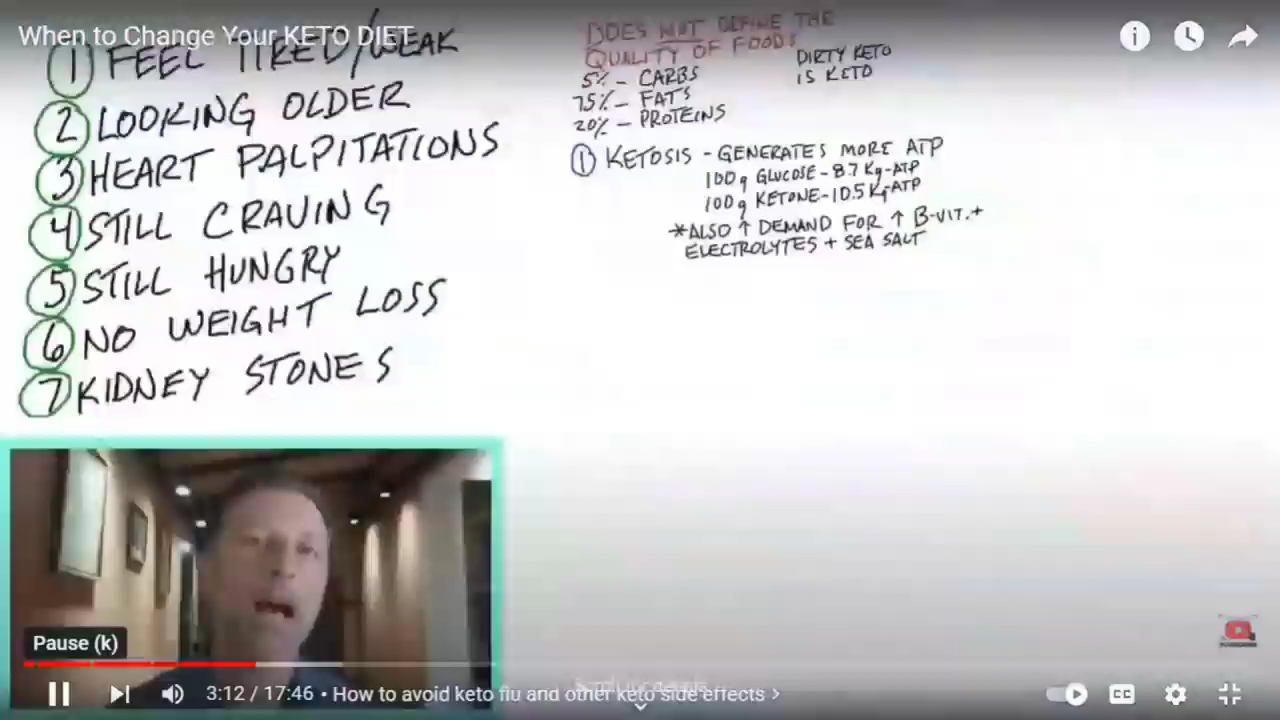 When to Change Your KETO DIET
1 FEEL TIRED/WEAK
2 LOOKING OLDER
3 HEART PALPITATIONS
4 STILL CRAVING
5 STILL HUNGRY
6 NO WEIGHT LOSS
7 KIDNEY STONES
DOES NOT DEFINE THE
QUALITY OF FOODS
5% - CARBS
75% - FATS
20% - PROTEINS
DIRTY KETO
IS KETO
1 KETOSIS - GENERATES MORE ATP
100g GLUCOSE - 8.7 Kg-ATP
100g KETONE - 10.5 Kg-ATP
*ALSO ↑ DEMAND FOR ↑ B-VIT. +
ELECTROLYTES + SEA SALT
Pause (k)
3:12 / 17:46 • How to avoid keto flu and other keto side effects >
CC